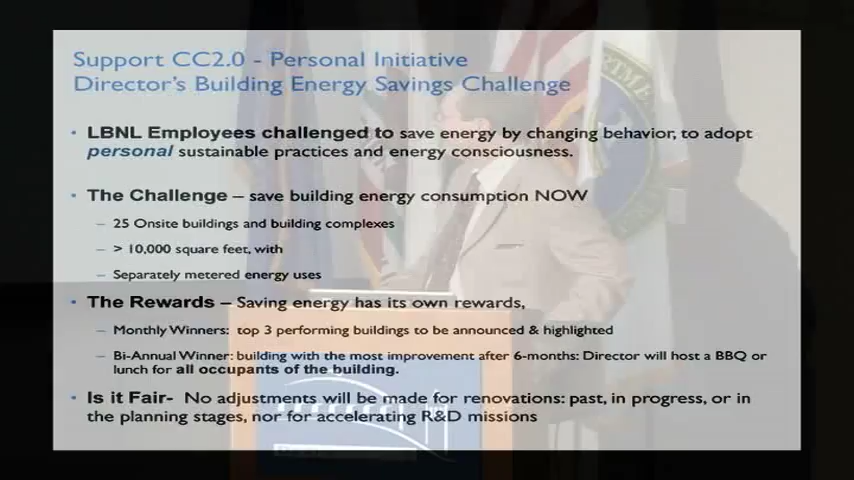 Support CC2.0 - Personal Initiative
Director's Building Energy Savings Challenge
• LBNL Employees challenged to save energy by changing behavior, to adopt
personal sustainable practices and energy consciousness.
• The Challenge – save building energy consumption NOW
– 25 Onsite buildings and building complexes
– > 10,000 square feet, with
– Separately metered energy uses
• The Rewards – Saving energy has its own rewards,
– Monthly Winners: top 3 performing buildings to be announced & highlighted
– Bi-Annual Winner: building with the most improvement after 6-months: Director will host a BBQ or
lunch for all occupants of the building.
• Is it Fair- No adjustments will be made for renovations: past, in progress, or in
the planning stages, nor for accelerating R&D missions